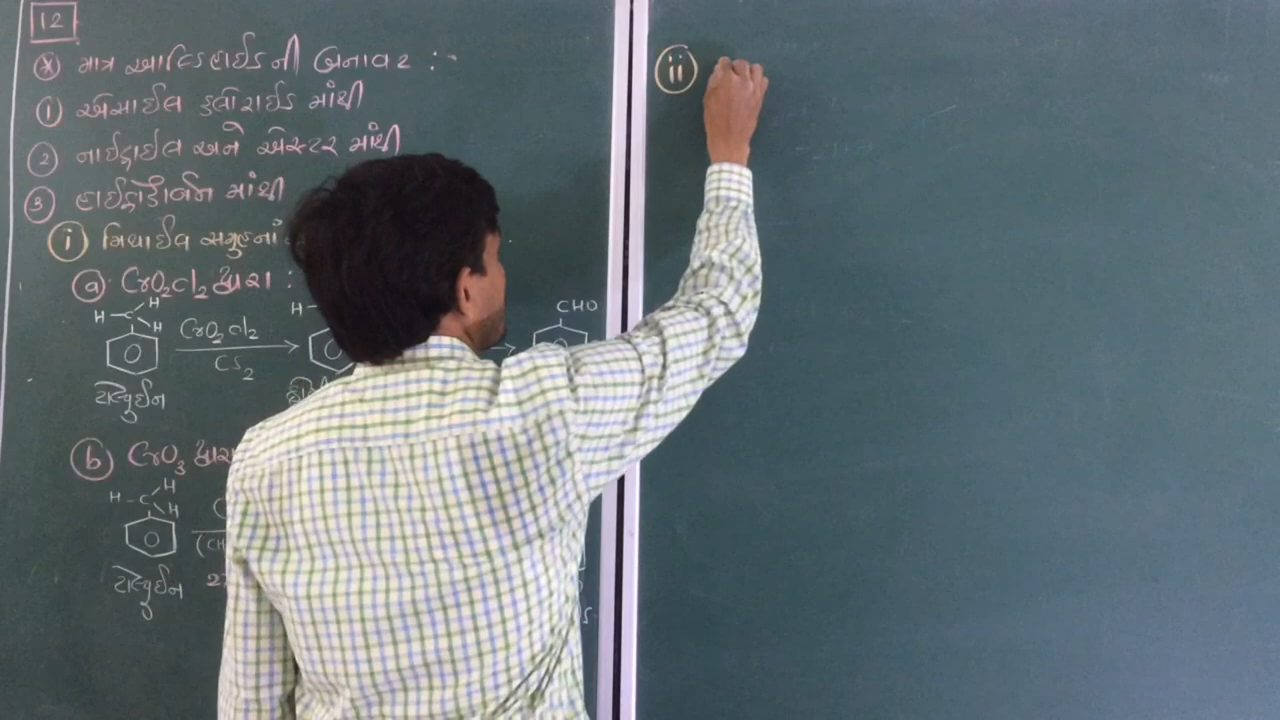 12
* માત્ર આલ્ડિહાઈડ ની બનાવટ :-
1 એસાઈલ ક્લોરાઈડ માંથી
2 નાઈટ્રાઈલ અને એસ્ટર માંથી
3 હાઈડ્રોકાર્બન માંથી
i મિથાઈલ સમુહનાં
a CrO2Cl2 દ્વારા :
H-C H H
CrO2Cl2
CS2
H-
CHO
ટોલ્યુઈન
b CrO3 દ્વારા
H-C H H
ટોલ્યુઈન
ii